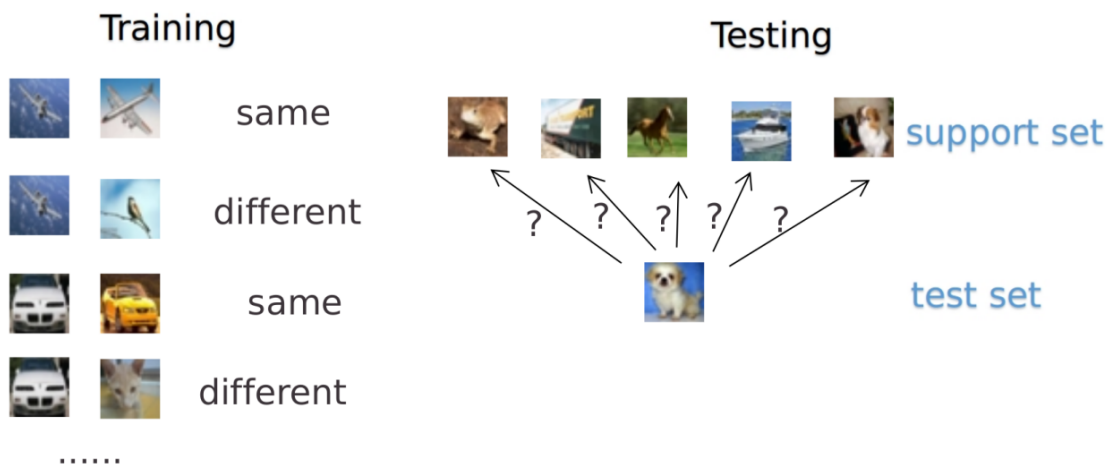 Training
Testing
same
different
same
different
......
support set
? ? ? ? ?
test set